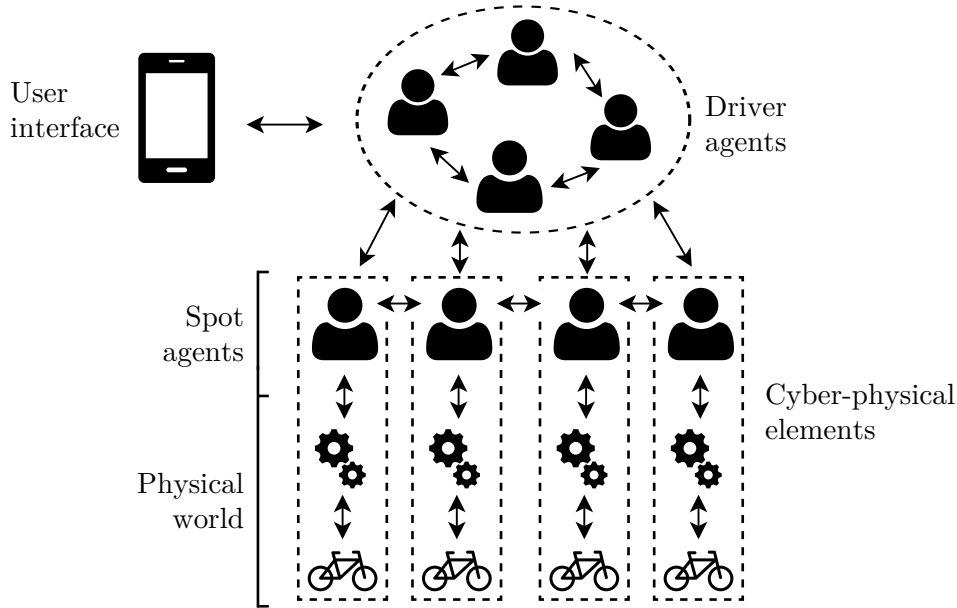 User
interface
Driver
agents
Spot
agents
Cyber-physical
elements
Physical
world